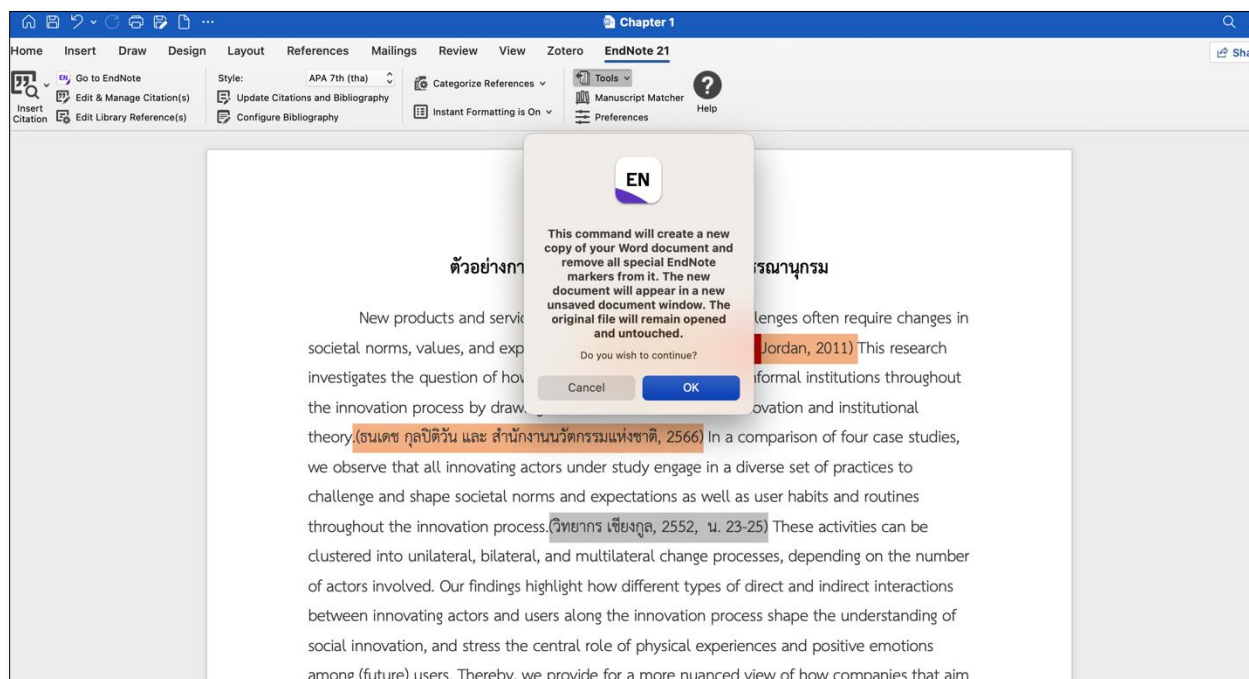 Chapter 1
Home Insert Draw Design Layout References Mailings Review View Zotero EndNote 21
Sha
EN Go to EndNote
Edit & Manage Citation(s)
Edit Library Reference(s)
Insert
Citation
Style: APA 7th (tha)
Update Citations and Bibliography
Configure Bibliography
Categorize References
Instant Formatting is On
Tools
Manuscript Matcher
Preferences
Help
EN
This command will create a new
copy of your Word document and
remove all special EndNote
markers from it. The new
document will appear in a new
unsaved document window. The
original file will remain opened
and untouched.
Do you wish to continue?
Cancel OK
ตัวอย่างกา รณานุกรม
New products and servic lenges often require changes in
societal norms, values, and exp Jordan, 2011) This research
investigates the question of how informal institutions throughout
the innovation process by draw ovation and institutional
theory.(ธนเดช กุลปิติวัน และ สำนักงานนวัตกรรมแห่งชาติ, 2566) In a comparison of four case studies,
we observe that all innovating actors under study engage in a diverse set of practices to
challenge and shape societal norms and expectations as well as user habits and routines
throughout the innovation process.(วิทยากร เชียงกูล, 2552, น. 23-25) These activities can be
clustered into unilateral, bilateral, and multilateral change processes, depending on the number
of actors involved. Our findings highlight how different types of direct and indirect interactions
between innovating actors and users along the innovation process shape the understanding of
social innovation, and stress the central role of physical experiences and positive emotions
among (future) users. Thereby, we provide for a more nuanced view of how companies that aim